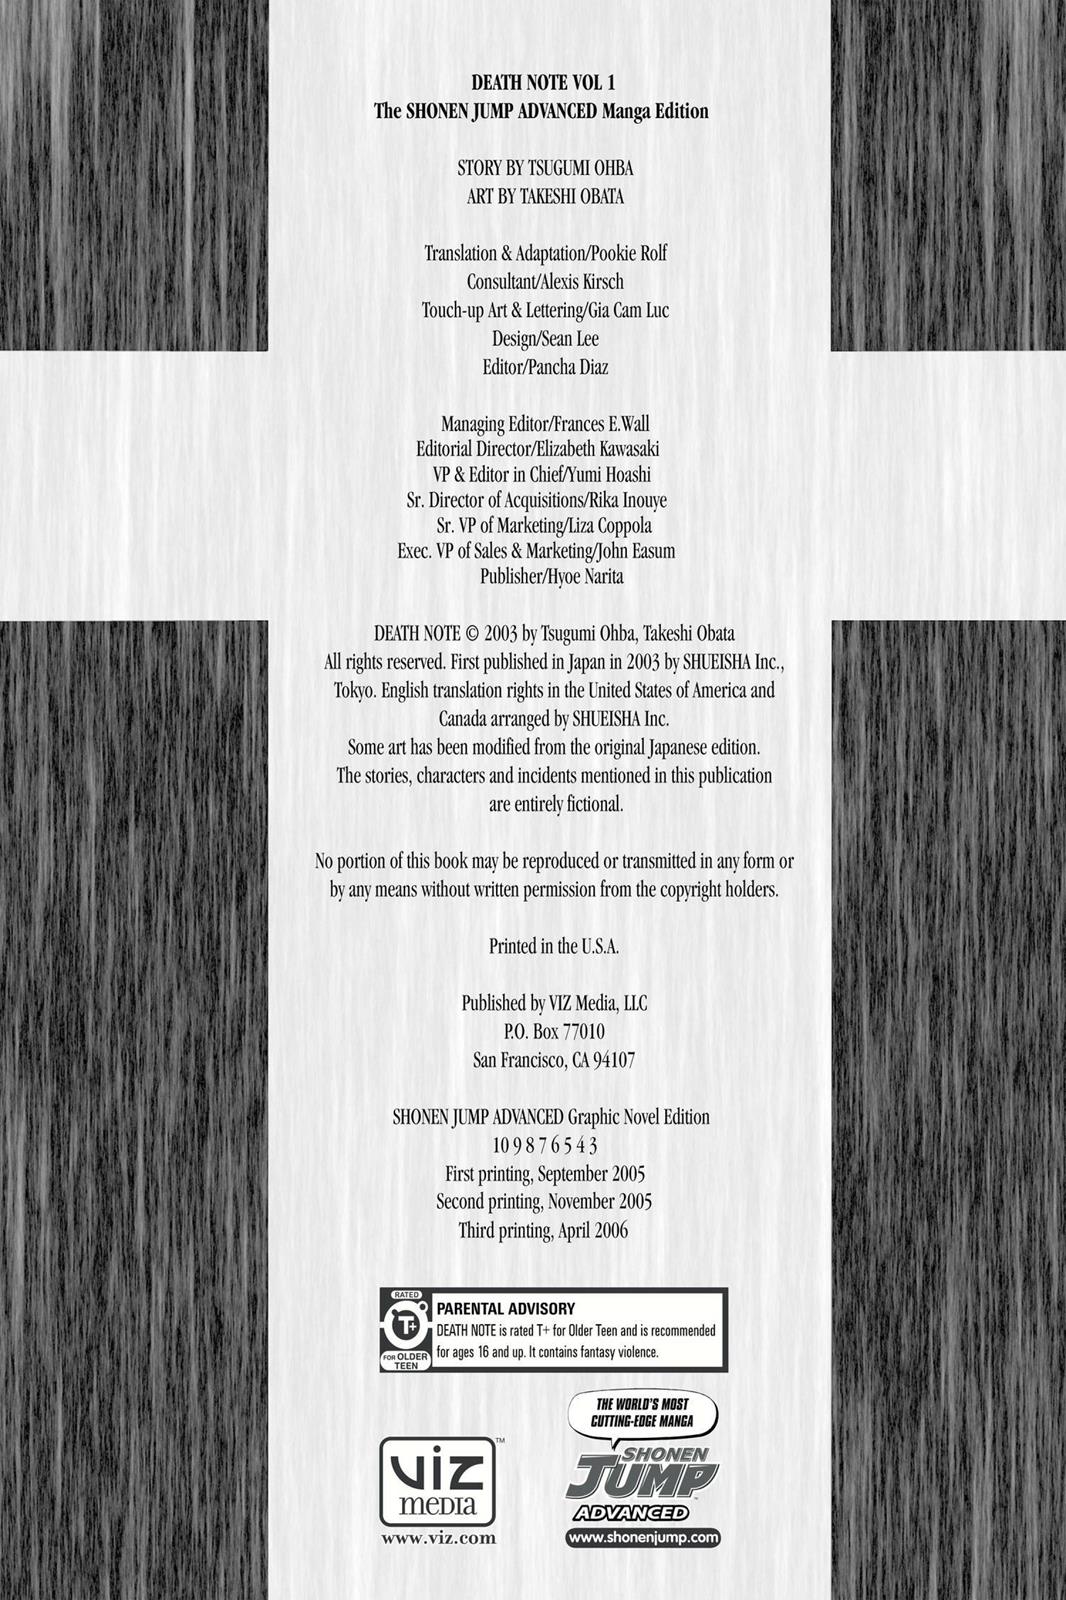 DEATH NOTE VOL 1
The SHONEN JUMP ADVANCED Manga Edition
STORY BY TSUGUMI OHBA
ART BY TAKESHI OBATA
Translation & Adaptation/Pookie Rolf
Consultant/Alexis Kirsch
Touch-up Art & Lettering/Gia Cam Luc
Design/Sean Lee
Editor/Pancha Diaz
Managing Editor/Frances E.Wall
Editorial Director/Elizabeth Kawasaki
VP & Editor in Chief/Yumi Hoashi
Sr. Director of Acquisitions/Rika Inouye
Sr. VP of Marketing/Liza Coppola
Exec. VP of Sales & Marketing/John Easum
Publisher/Hyoe Narita
DEATH NOTE © 2003 by Tsugumi Ohba, Takeshi Obata
All rights reserved. First published in Japan in 2003 by SHUEISHA Inc.,
Tokyo. English translation rights in the United States of America and
Canada arranged by SHUEISHA Inc.
Some art has been modified from the original Japanese edition.
The stories, characters and incidents mentioned in this publication
are entirely fictional.
No portion of this book may be reproduced or transmitted in any form or
by any means without written permission from the copyright holders.
Printed in the U.S.A.
Published by VIZ Media, LLC
P.O. Box 77010
San Francisco, CA 94107
SHONEN JUMP ADVANCED Graphic Novel Edition
10 9 8 7 6 5 4 3
First printing, September 2005
Second printing, November 2005
Third printing, April 2006
RATED
T+
FOR OLDER
TEEN
PARENTAL ADVISORY
DEATH NOTE is rated T+ for Older Teen and is recommended
for ages 16 and up. It contains fantasy violence.
THE WORLD'S MOST
CUTTING-EDGE MANGA
viz
MEDIA
™
www.viz.com
SHONEN
JUMP
™
ADVANCED
www.shonenjump.com